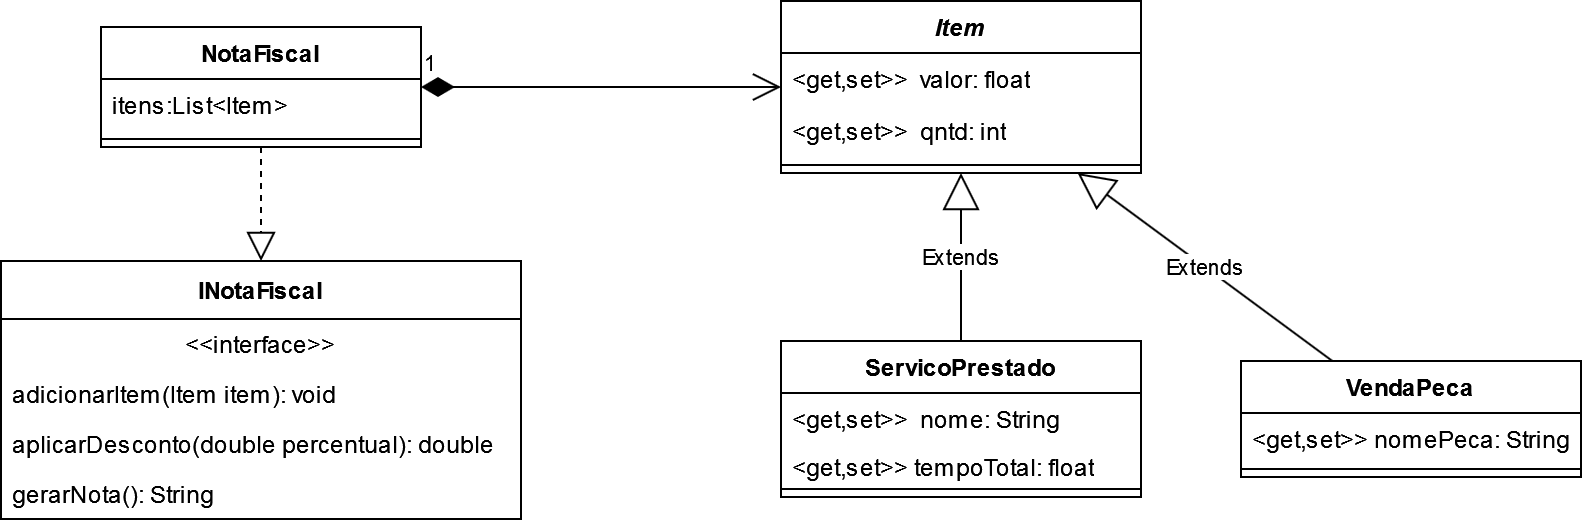 NotaFiscal
itens:List<Item>
1
Item
<get,set>> valor: float
<get,set>> qntd: int
Extends
Extends
INotaFiscal
<<interface>>
adicionarItem(Item item): void
aplicarDesconto(double percentual): double
gerarNota(): String
ServicoPrestado
<get,set>> nome: String
<get,set>> tempoTotal: float
VendaPeca
<get,set>> nomePeca: String